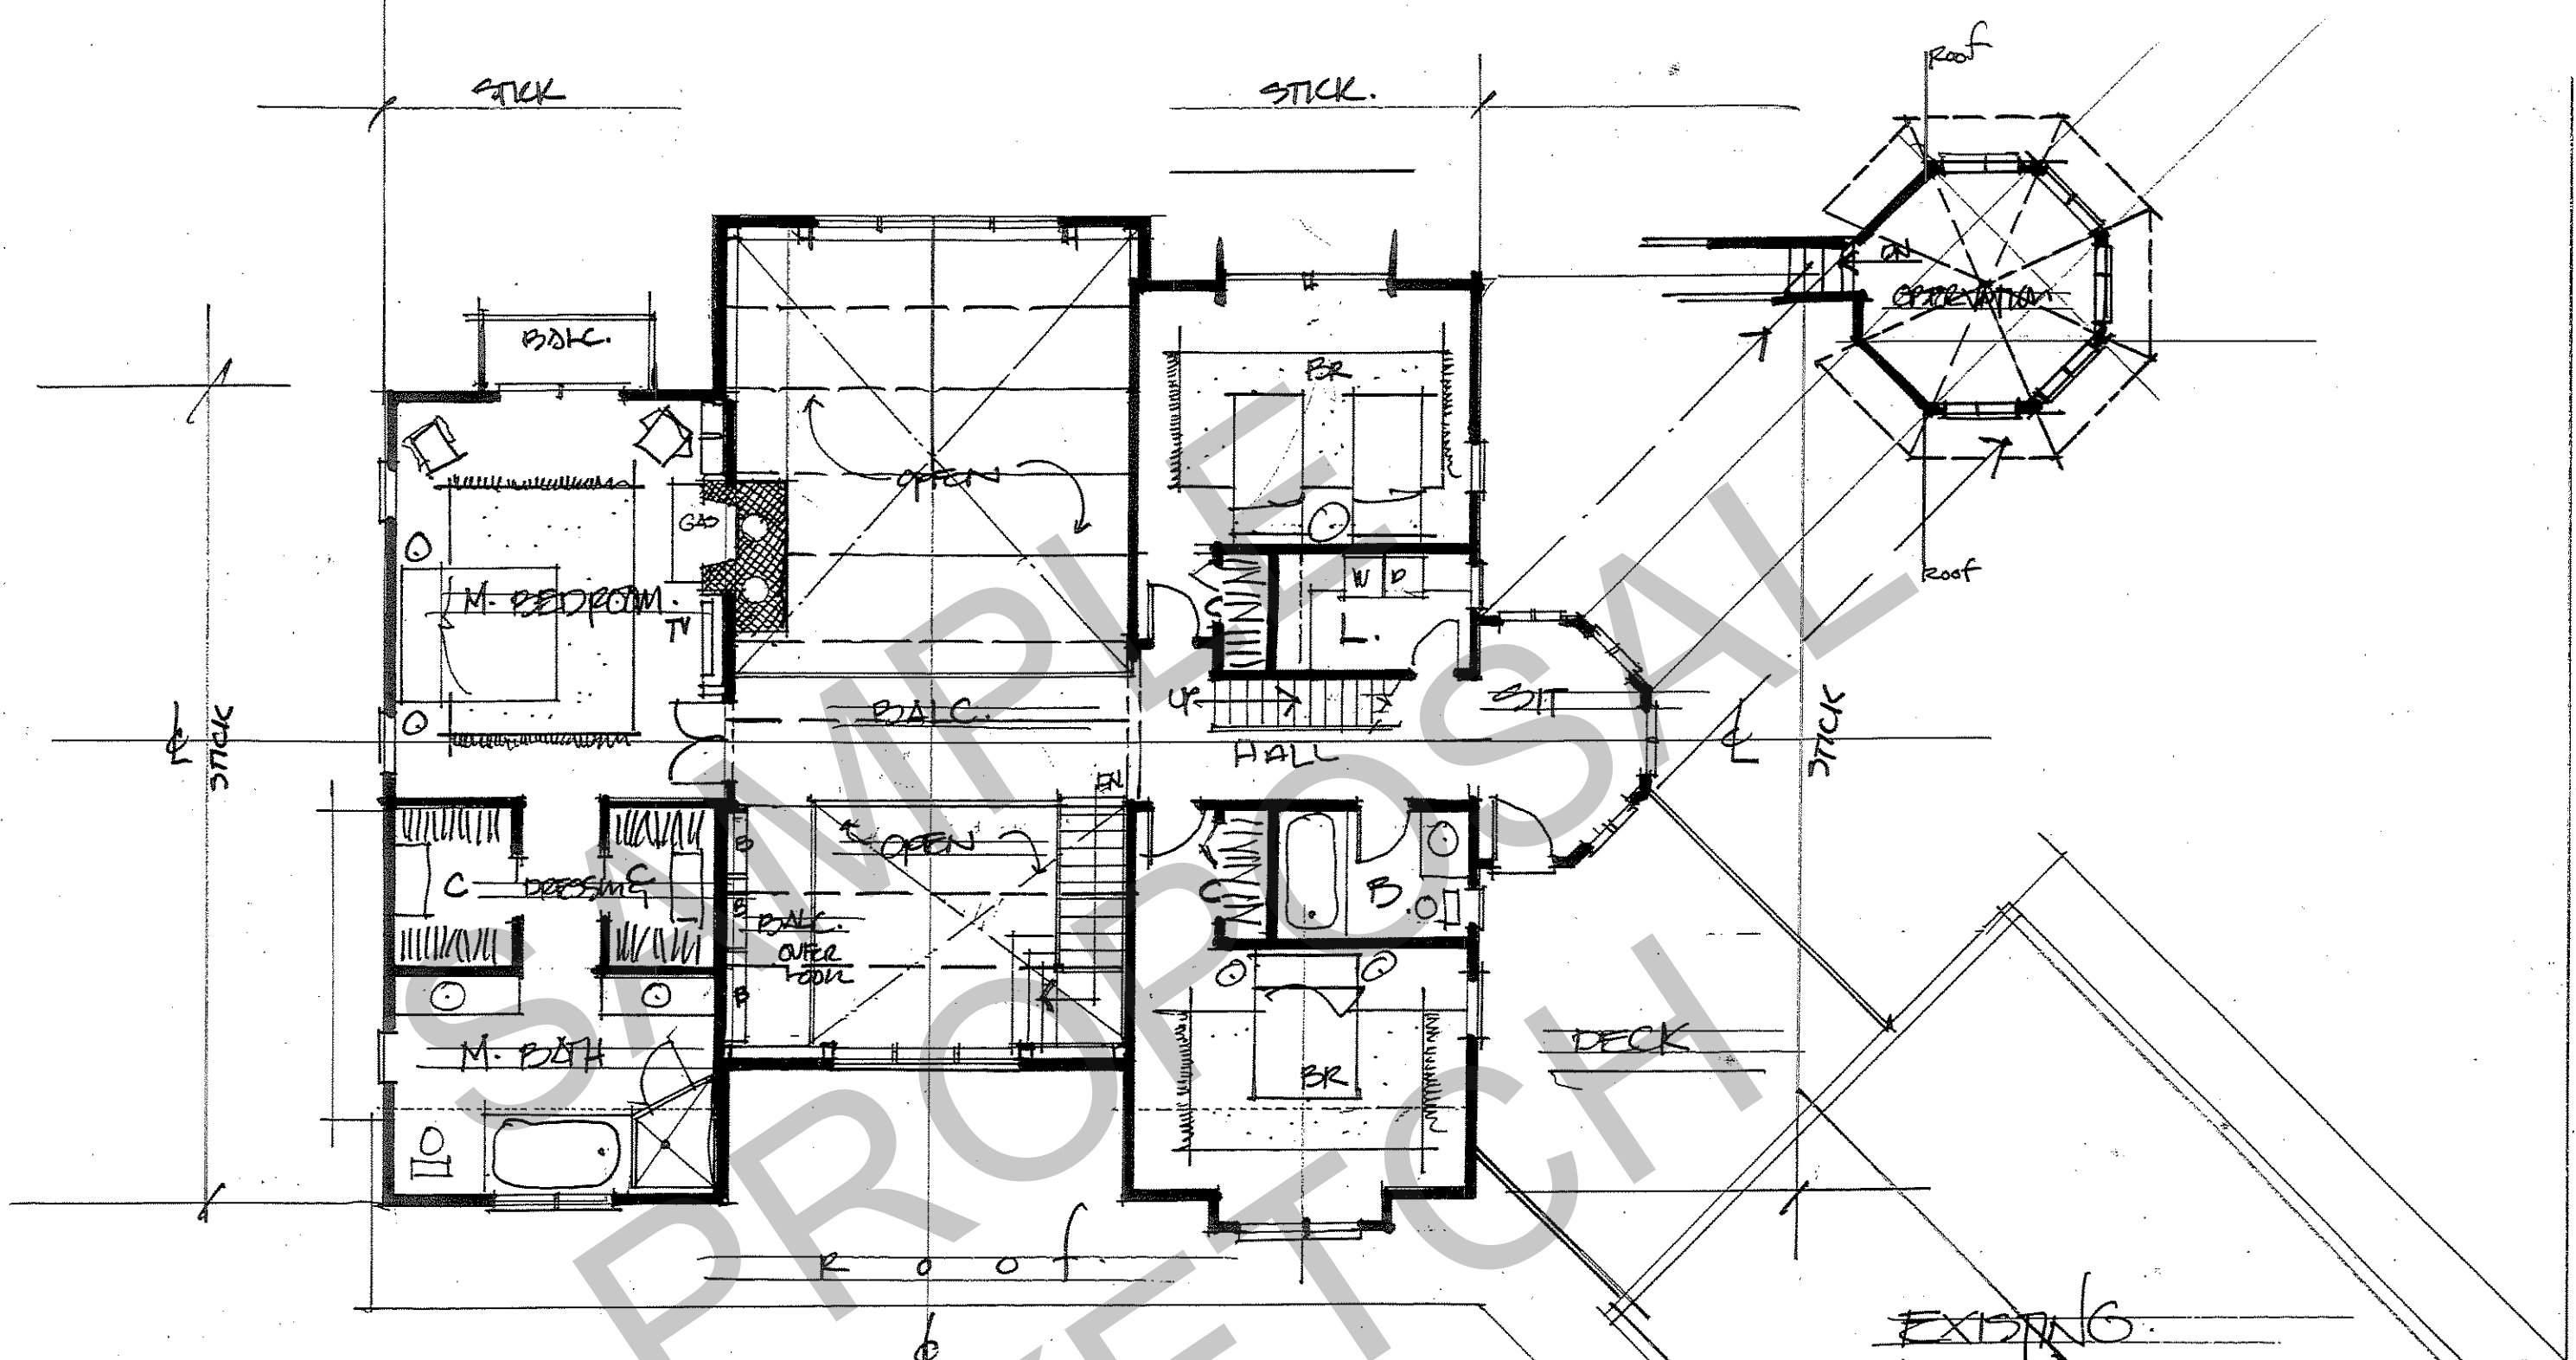 Roof
STICK
STICK.
DN
OBSERVATION
BALC.
BR
OPEN
GAS
Roof
W D
M. BEDROOM.
TV
C
L.
UP
SIT
BALC.
STICK
STICK
HALL
DN
OPEN
B
C
DRESSING
C
C
B
B
BALC.
OVER
LOOK
B
DECK
M. BATH
BR
ROOF
EXISTING.
SAMPLE
PROPOSAL
SKETCH